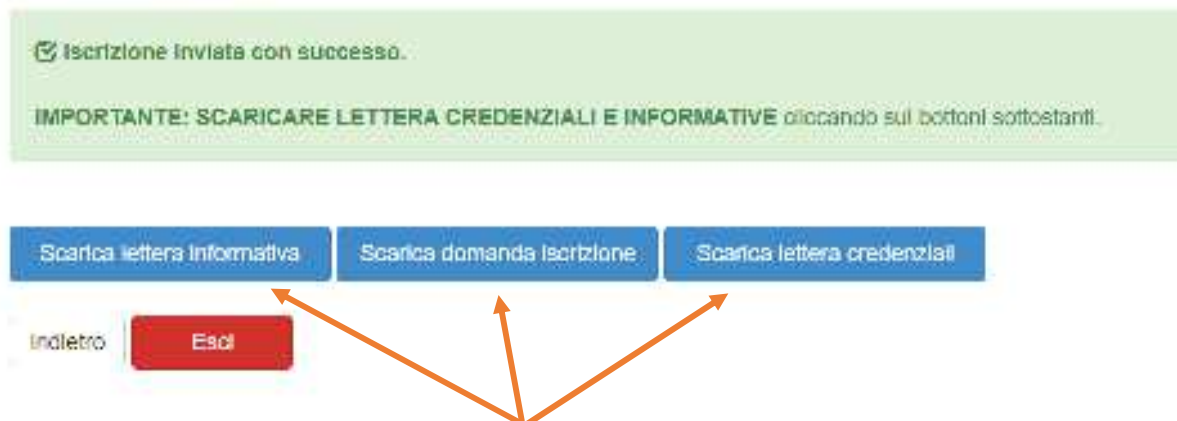 Iscrizione inviata con successo.
IMPORTANTE: SCARICARE LETTERA CREDENZIALI E INFORMATIVE cliccando sui bottoni sottostanti.
Scarica lettera informativa
Scarica domanda iscrizione
Scarica lettera credenziali
Indietro
Esci